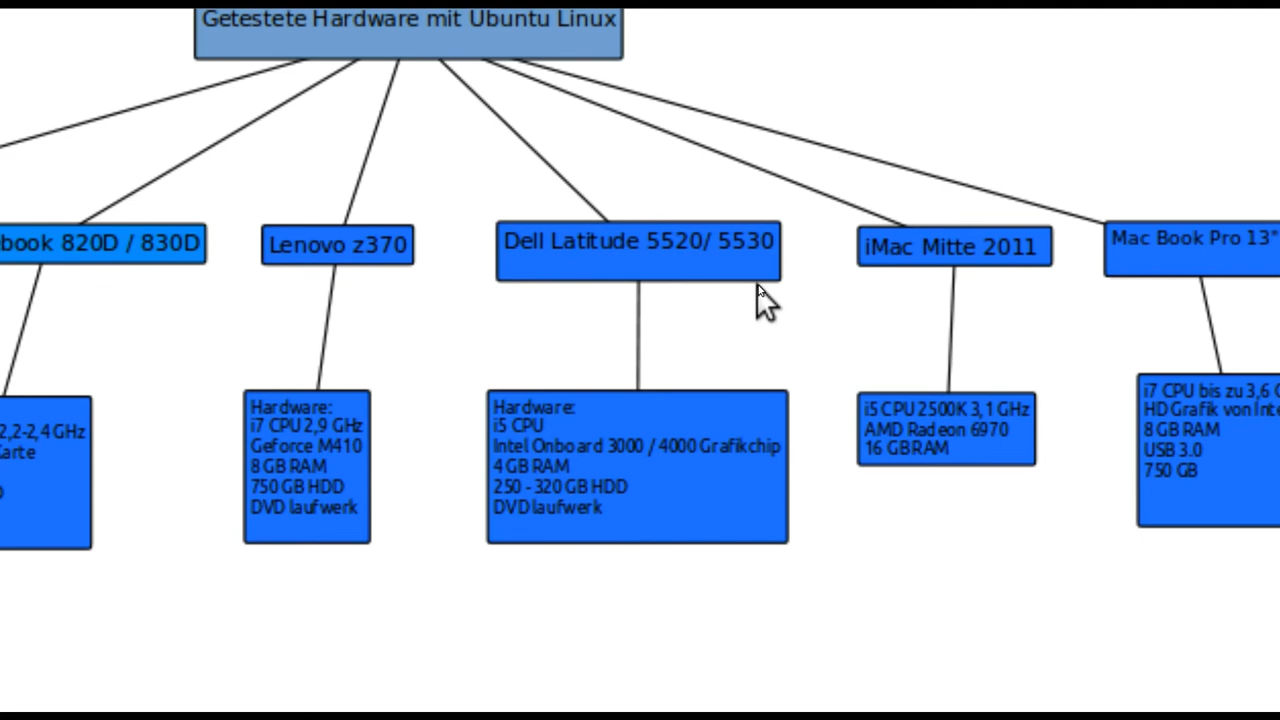 Getestete Hardware mit Ubuntu Linux
book 820D / 830D
Lenovo z370
Dell Latitude 5520/ 5530
iMac Mitte 2011
Mac Book Pro 13"
2,2-2,4 GHz
Karte
Hardware:
i7 CPU 2,9 GHz
Geforce M410
8 GB RAM
750 GB HDD
DVD laufwerk
Hardware:
i5 CPU
Intel Onboard 3000 / 4000 Grafikchip
4 GB RAM
250 - 320 GB HDD
DVD laufwerk
i5 CPU 2500K 3,1 GHz
AMD Radeon 6970
16 GB RAM
i7 CPU bis zu 3,6
HD Grafik von
8 GB RAM
USB 3.0
750 GB